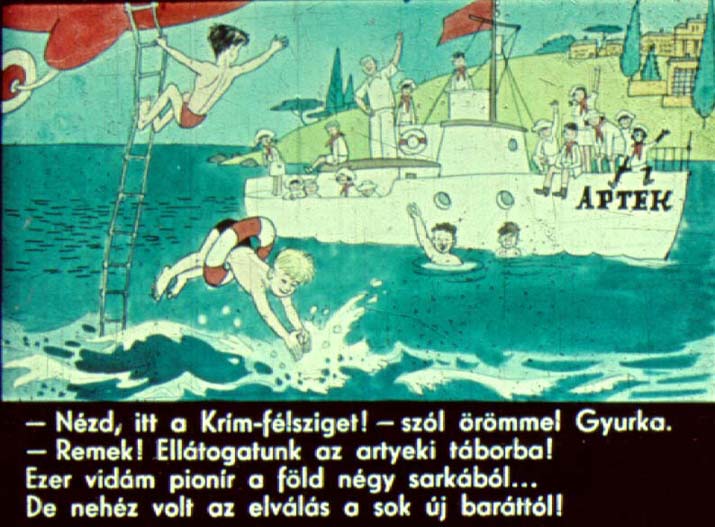 АРТЕК
— Nézd, itt a Krím-félsziget! — szól örömmel Gyurka.
— Remek! Ellátogatunk az artyeki táborba!
Ezer vidám pionír a föld négy sarkából...
De nehéz volt az elválás a sok új baráttól!